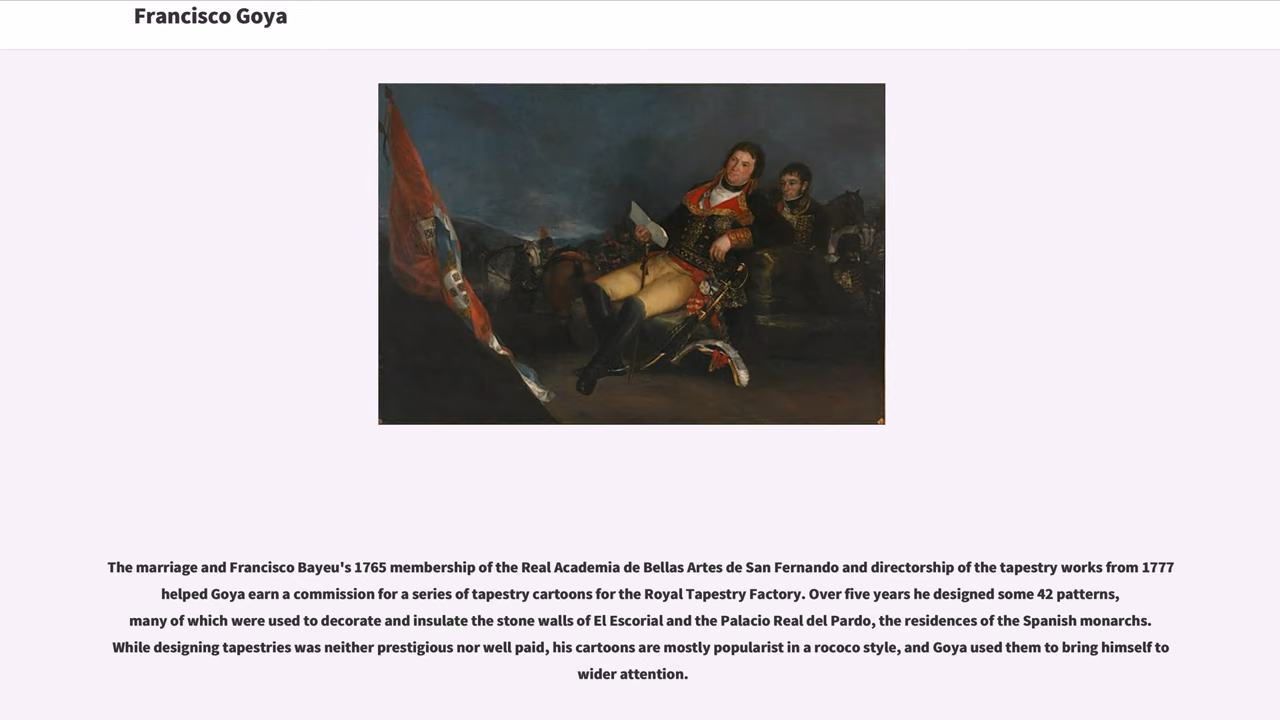 Francisco Goya
The marriage and Francisco Bayeu's 1765 membership of the Real Academia de Bellas Artes de San Fernando and directorship of the tapestry works from 1777
helped Goya earn a commission for a series of tapestry cartoons for the Royal Tapestry Factory. Over five years he designed some 42 patterns,
many of which were used to decorate and insulate the stone walls of El Escorial and the Palacio Real del Pardo, the residences of the Spanish monarchs.
While designing tapestries was neither prestigious nor well paid, his cartoons are mostly popularist in a rococo style, and Goya used them to bring himself to
wider attention.